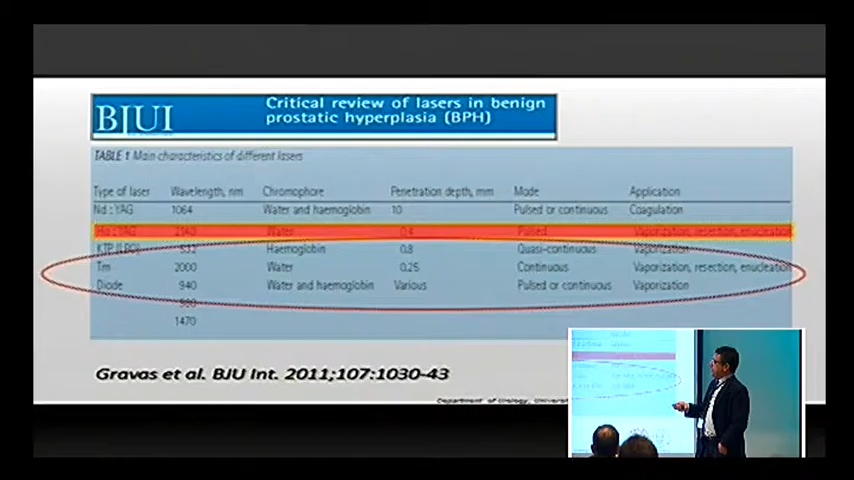 BJUI
Critical review of lasers in benign
prostatic hyperplasia (BPH)
TABLE 1 Main characteristics of different lasers
Type of laser Wavelength, nm Chromophore Penetration depth, mm Mode Application
Nd:YAG 1064 Water and haemoglobin 10 Pulsed or continuous Coagulation
Ho:YAG 2140 Water 0.4 Pulsed Vaporization, resection, enucleation
KTP (LBO) 532 Haemoglobin 0.8 Quasi-continuous Vaporization
Tm 2000 Water 0.25 Continuous Vaporization, resection, enucleation
Diode 940 Water and haemoglobin Various Pulsed or continuous Vaporization
980
1470
Gravas et al. BJU Int. 2011;107:1030-43
Department of Urology,